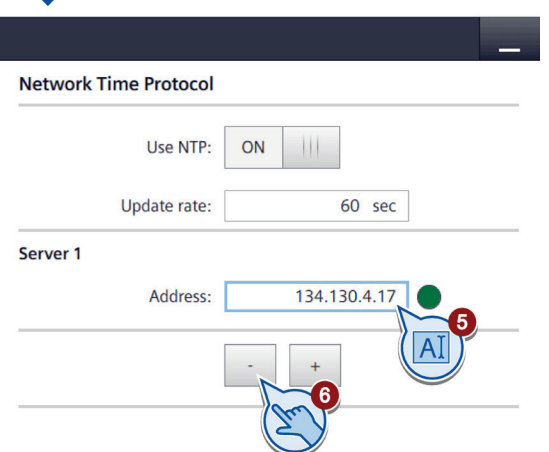 Network Time Protocol
Use NTP: ON
Update rate: 60 sec
Server 1
Address: 134.130.4.17
5
AI
- +
6